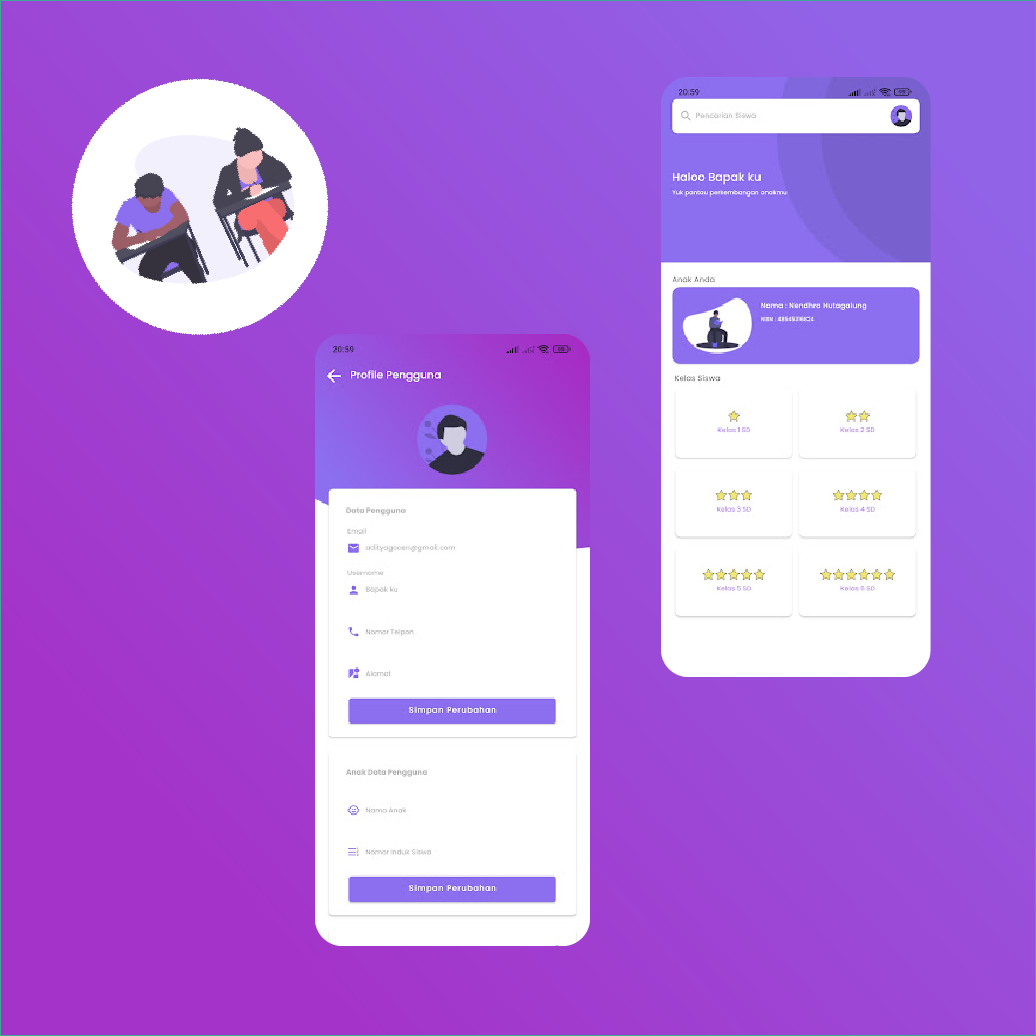 20:59
Profile Pengguna
Data Pengguna
Email
adityagocen@gmail.com
Username
Bapak ku
Nomor Telpon
Alamat
Simpan Perubahan
Anak Data Pengguna
Nama Anak
Nomor Induk Siswa
Simpan Perubahan
20:59
Pencarian Siswa
Haloo Bapak ku
Yuk pantau perkembangan anakmu
Anak Anda
Nama : Nendhra Hutagalung
NISN :
Kelas Siswa
Kelas 1 SD
Kelas 2 SD
Kelas 3 SD
Kelas 4 SD
Kelas 5 SD
Kelas 6 SD